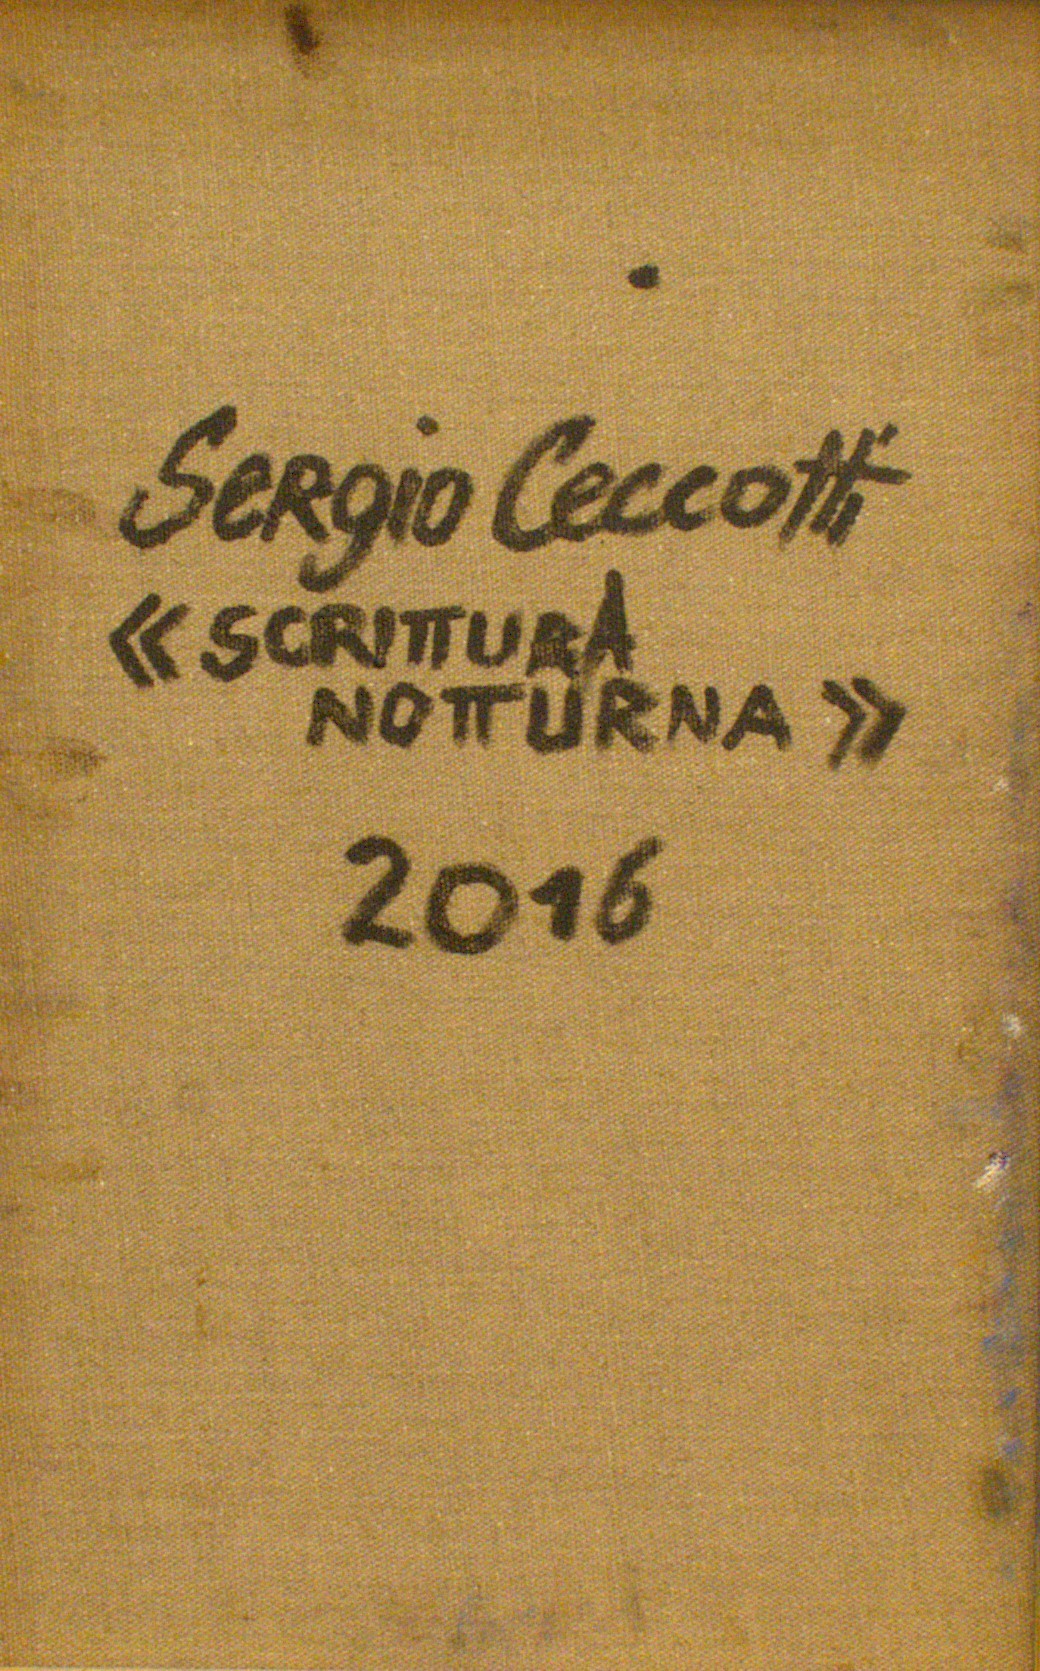 Sergio Ceccotti
«SCRITTURA
NOTTURNA»
2016